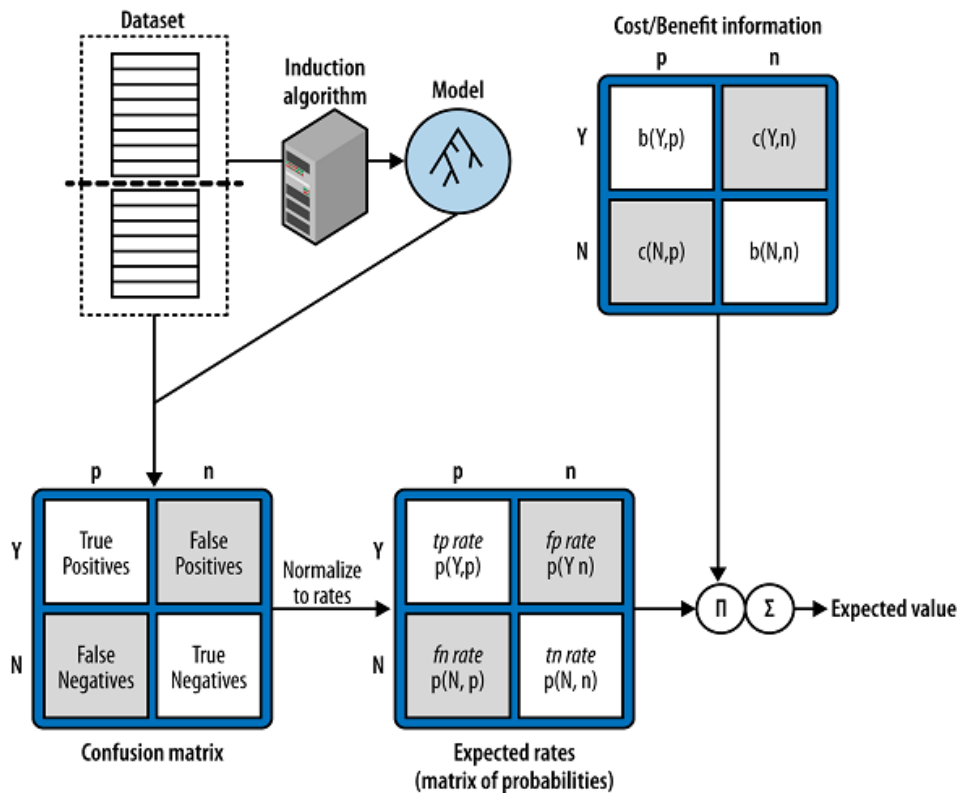 Dataset
Cost/Benefit information
p n
Induction
algorithm
Model
Y
b(Y,p)
c(Y,n)
N
c(N,p)
b(N,n)
p n
Y
True
Positives
False
Positives
N
False
Negatives
True
Negatives
Confusion matrix
Normalize
to rates
p n
Y
tp rate
p(Y,p)
fp rate
p(Y n)
N
fn rate
p(N, p)
tn rate
p(N, n)
Expected rates
(matrix of probabilities)
Π Σ
Expected value